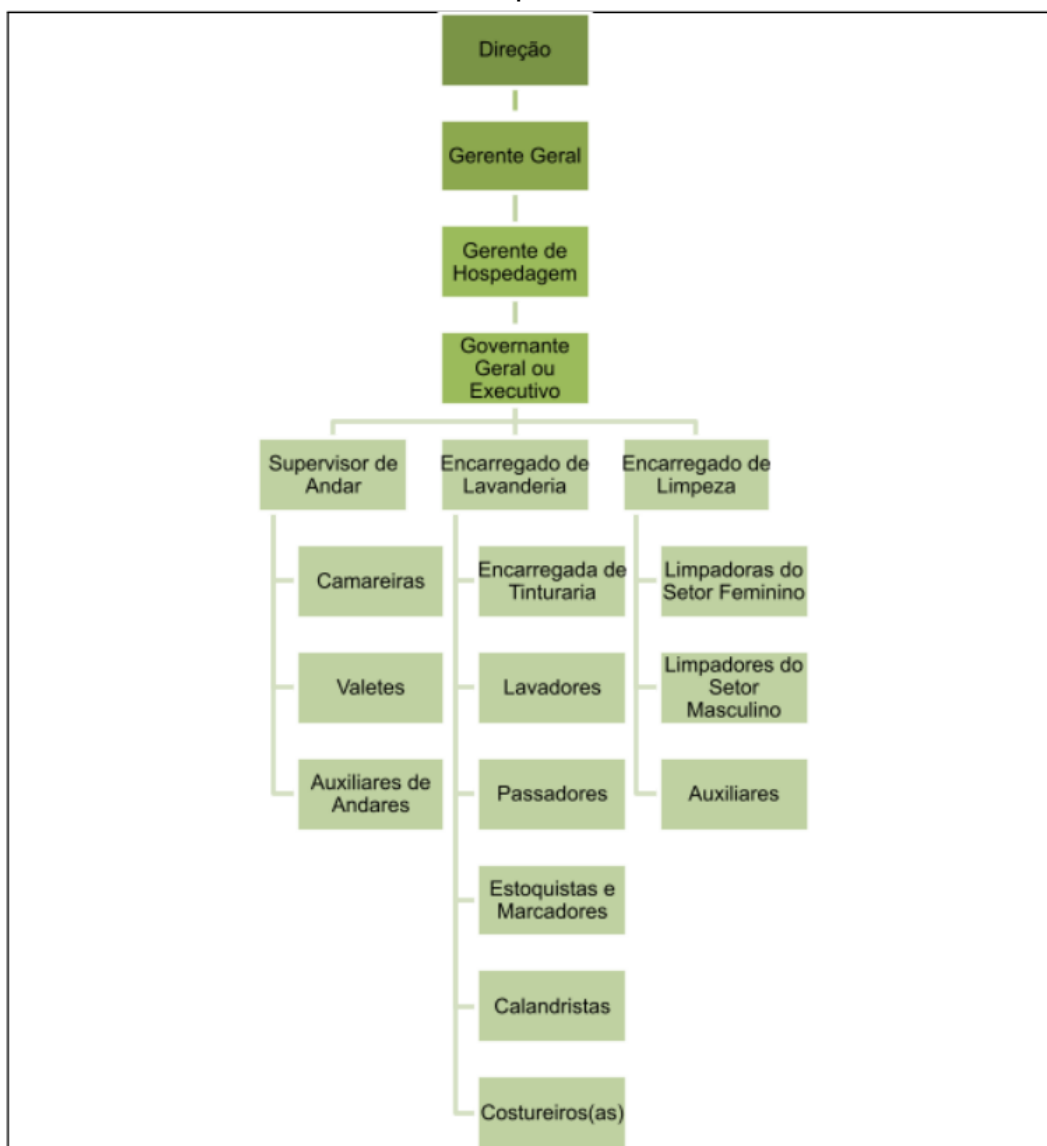 Direção
Gerente Geral
Gerente de
Hospedagem
Governante
Geral ou
Executivo
Supervisor de
Andar
Camareiras
Valetes
Auxiliares de
Andares
Encarregado de
Lavanderia
Encarregada de
Tinturaria
Lavadores
Passadores
Estoquistas e
Marcadores
Calandristas
Costureiros(as)
Encarregado de
Limpeza
Limpadoras do
Setor Feminino
Limpadores do
Setor
Masculino
Auxiliares